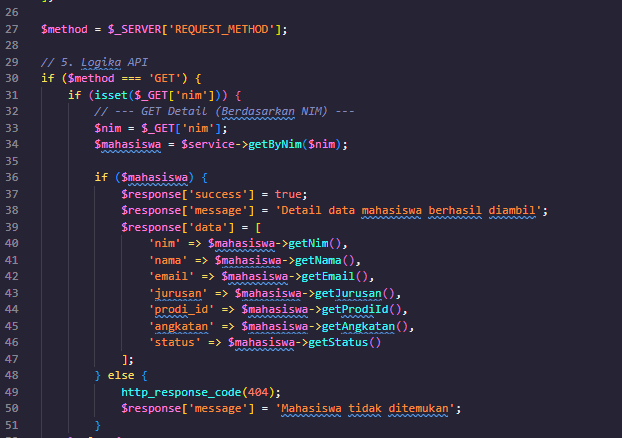 26
27 $method = $_SERVER['REQUEST_METHOD'];
28
29 // 5. Logika API
30 if ($method === 'GET') {
31 if (isset($_GET['nim'])) {
32 // --- GET Detail (Berdasarkan NIM) ---
33 $nim = $_GET['nim'];
34 $mahasiswa = $service->getByNim($nim);
35
36 if ($mahasiswa) {
37 $response['success'] = true;
38 $response['message'] = 'Detail data mahasiswa berhasil diambil';
39 $response['data'] = [
40 'nim' => $mahasiswa->getNim(),
41 'nama' => $mahasiswa->getNama(),
42 'email' => $mahasiswa->getEmail(),
43 'jurusan' => $mahasiswa->getJurusan(),
44 'prodi_id' => $mahasiswa->getProdiId(),
45 'angkatan' => $mahasiswa->getAngkatan(),
46 'status' => $mahasiswa->getStatus()
47 ];
48 } else {
49 http_response_code(404);
50 $response['message'] = 'Mahasiswa tidak ditemukan';
51 }